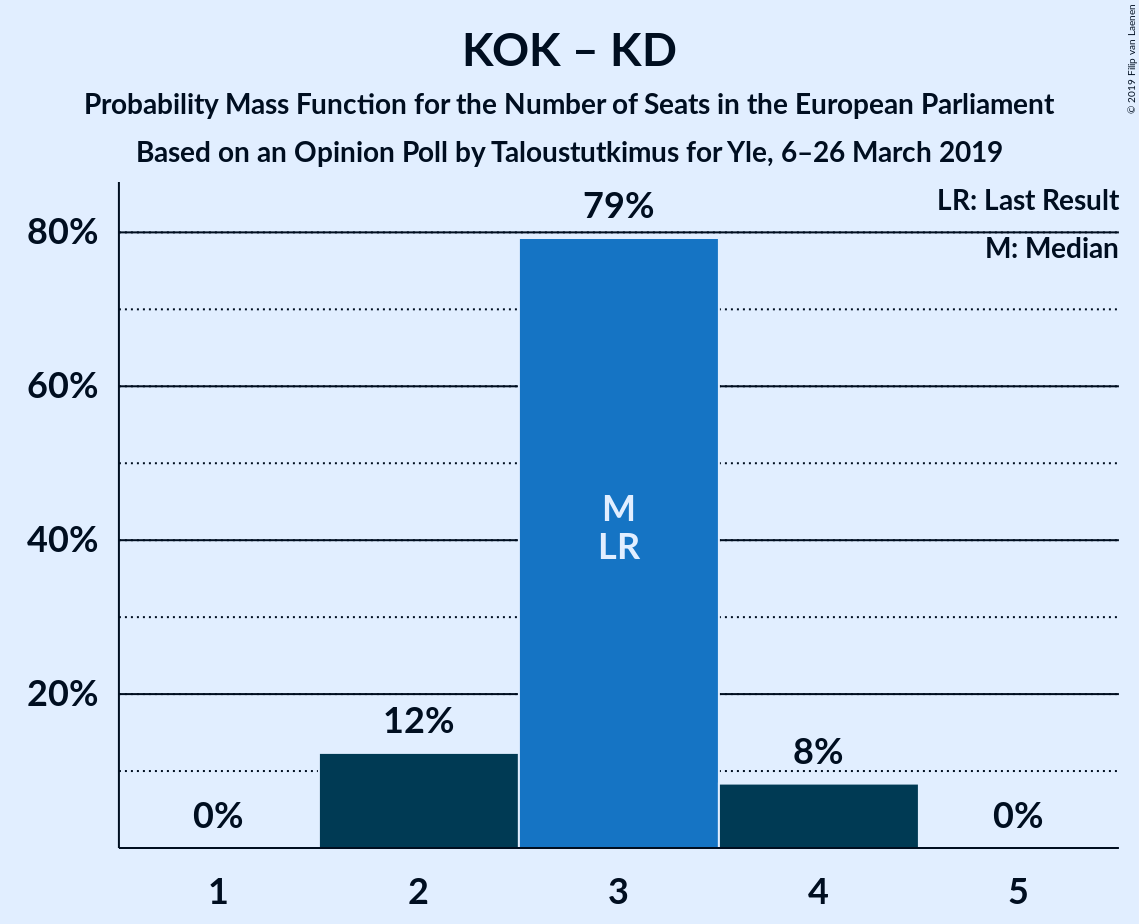 KOK – KD
Probability Mass Function for the Number of Seats in the European Parliament
Based on an Opinion Poll by Taloustutkimus for Yle, 6–26 March 2019
© 2019 Filip van Laenen
LR: Last Result
M: Median
79%
80%
60%
M
LR
40%
20%
12%
8%
0%
0%
1 2 3 4 5